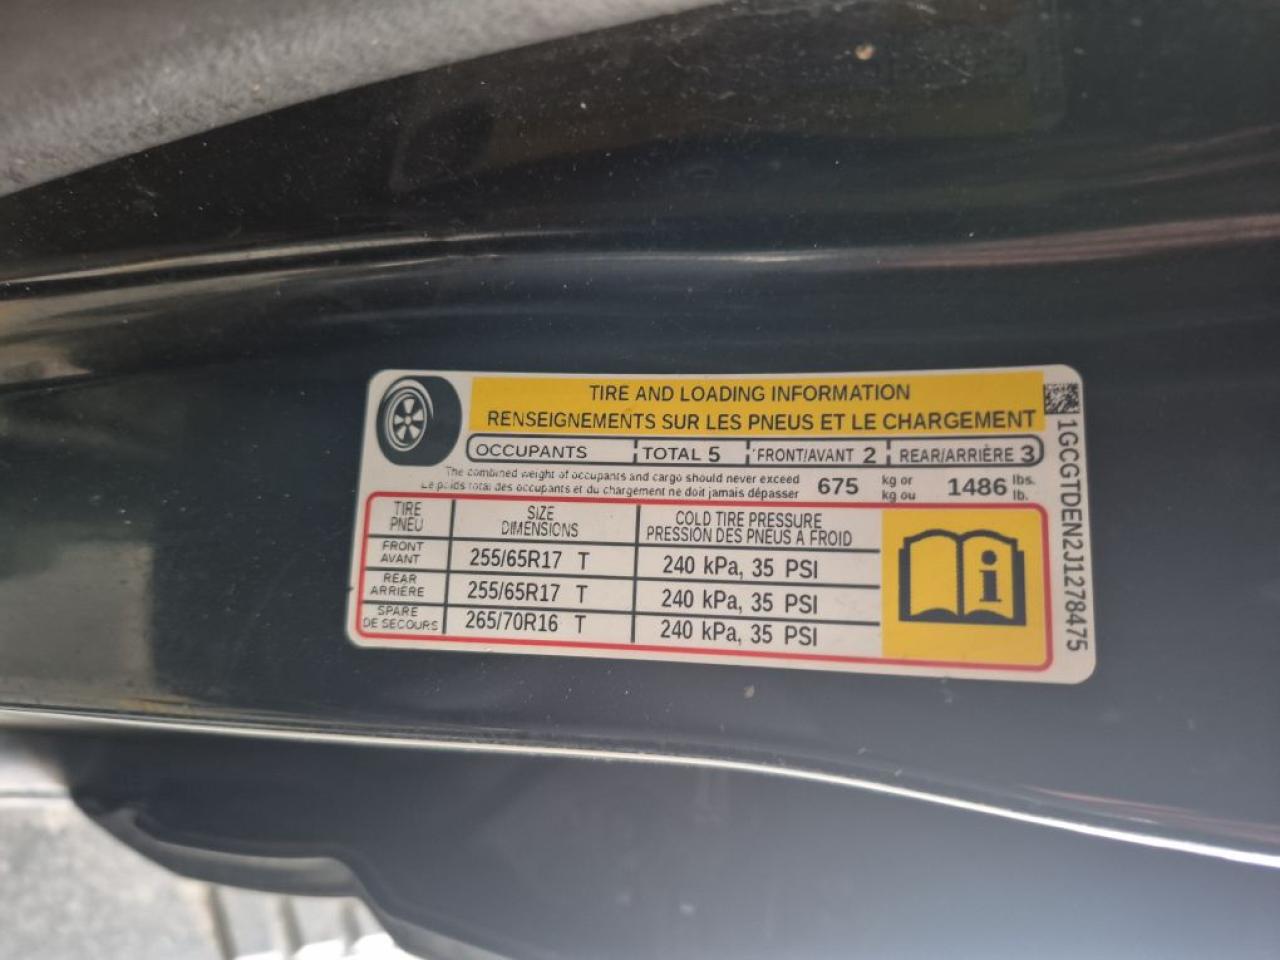 TIRE AND LOADING INFORMATION
RENSEIGNEMENTS SUR LES PNEUS ET LE CHARGEMENT
OCCUPANTS TOTAL 5 FRONT/AVANT 2 REAR/ARRIÈRE 3
The combined weight of occupants and cargo should never exceed
Le poids total des occupants et du chargement ne doit jamais dépasser
675 kg or 1486 lbs.
kg ou lb.
TIRE SIZE COLD TIRE PRESSURE
PNEU DIMENSIONS PRESSION DES PNEUS A FROID
FRONT
AVANT 255/65R17 T 240 kPa, 35 PSI
REAR
ARRIÈRE 255/65R17 T 240 kPa, 35 PSI
SPARE
DE SECOURS 265/70R16 T 240 kPa, 35 PSI
1GCGTDEN2J1278475